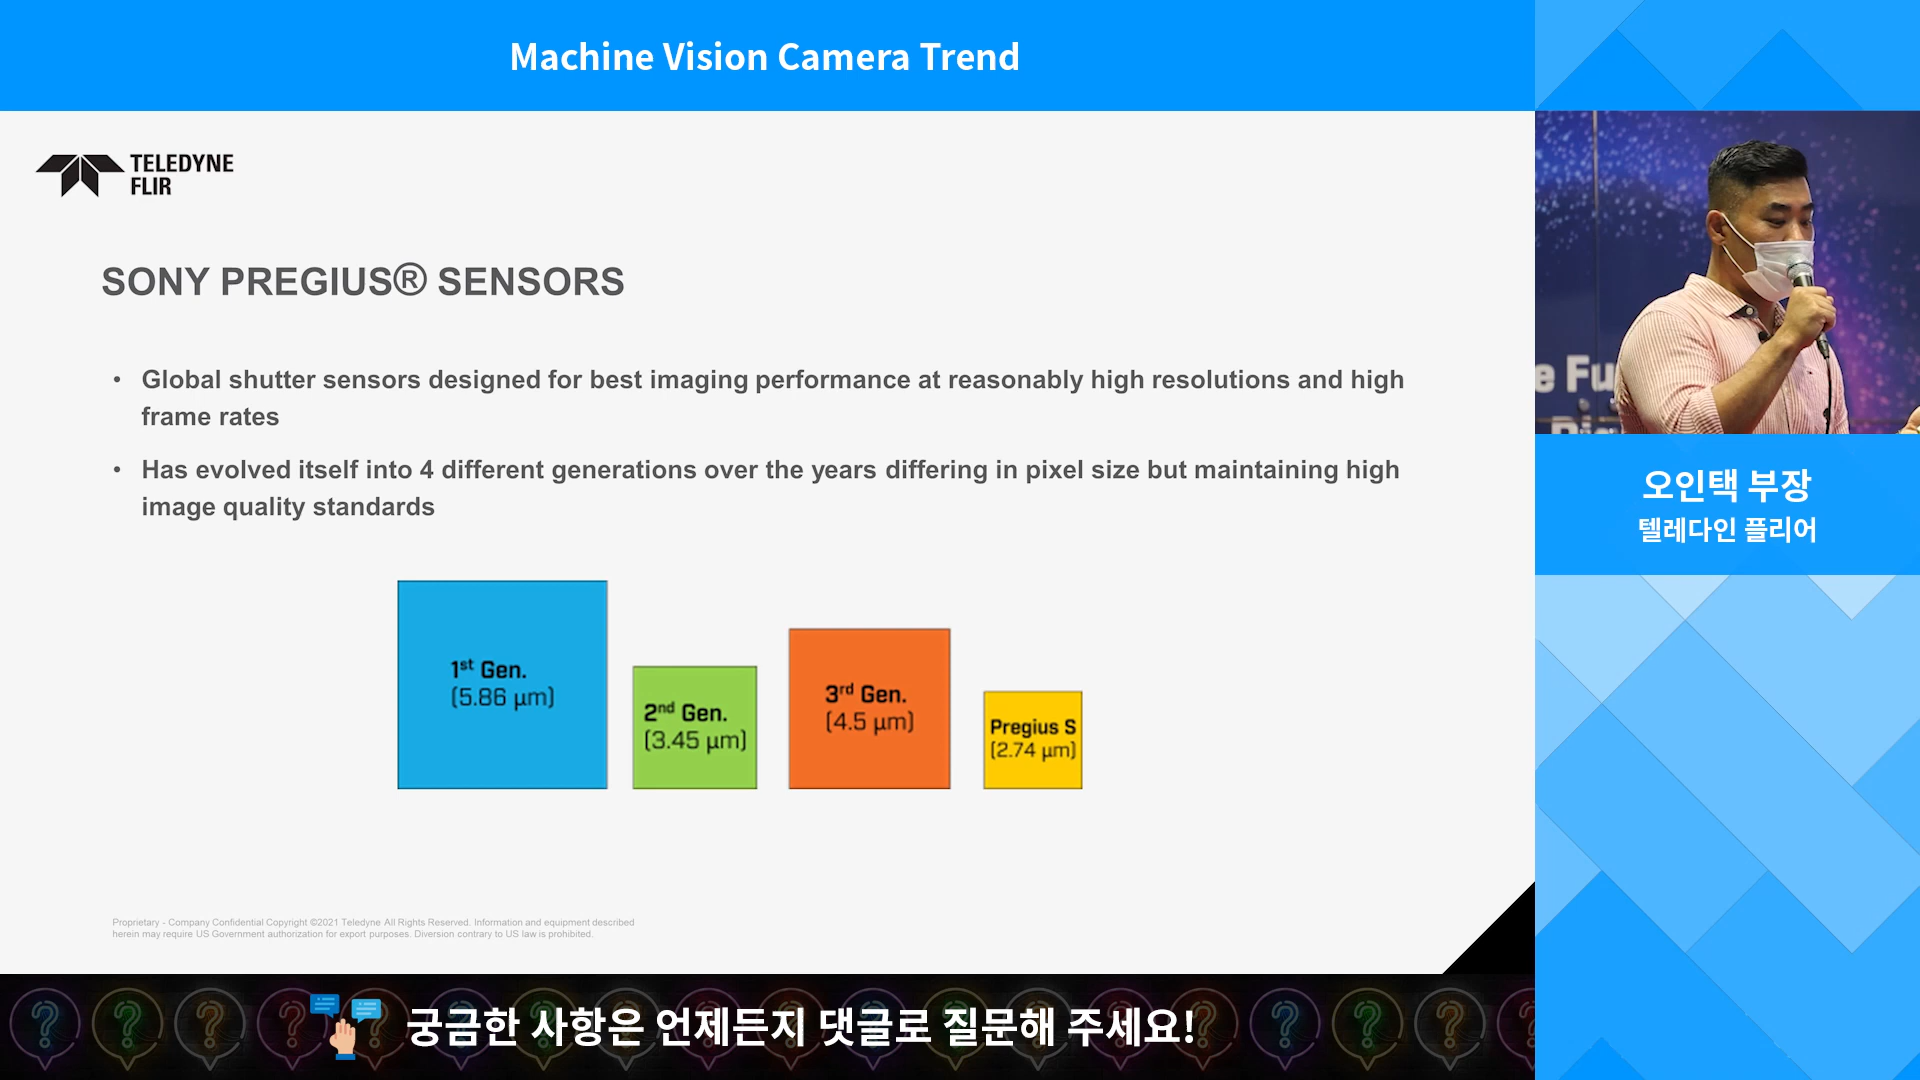 Machine Vision Camera Trend
TELEDYNE
FLIR
SONY PREGIUS® SENSORS
• Global shutter sensors designed for best imaging performance at reasonably high resolutions and high
frame rates
• Has evolved itself into 4 different generations over the years differing in pixel size but maintaining high
image quality standards
1st Gen.
(5.86 µm)
2nd Gen.
(3.45 µm)
3rd Gen.
(4.5 µm)
Pregius S
(2.74 µm)
Proprietary - Company Confidential Copyright ©2021 Teledyne All Rights Reserved. Information and equipment described
herein may require US Government authorization for export purposes. Diversion contrary to US law is prohibited.
e Fu
오인택 부장
텔레다인 플리어
궁금한 사항은 언제든지 댓글로 질문해 주세요!